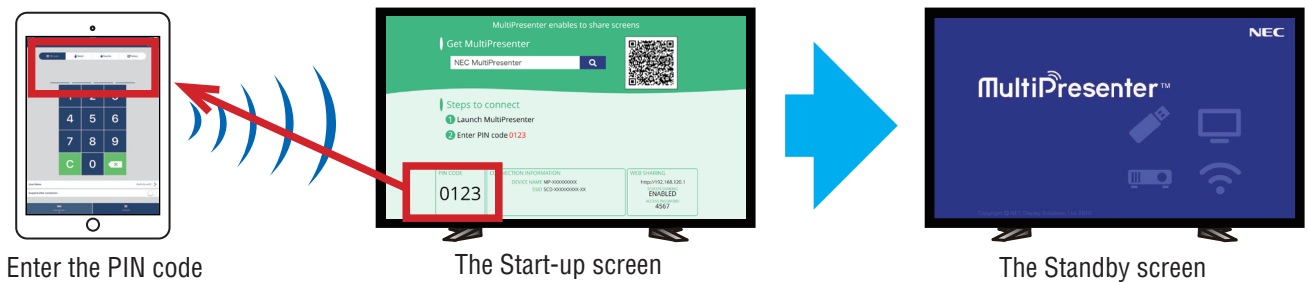 1 2 3
4 5 6
7 8 9
C 0
Enter the PIN code
MultiPresenter enables to share screens
Get MultiPresenter
NEC MultiPresenter
Steps to connect
1 Launch MultiPresenter
2 Enter PIN code 0123
PIN CODE
0123
CONNECTION INFORMATION
DEVICE NAME MP-XXXXXXXXX
SSID SCO-XXXXXXXXX-XX
WEB SHARING
http://192.168.120.1
ENABLED
ACCESS PASSWORD
4567
The Start-up screen
NEC
MultiPresenter™
The Standby screen